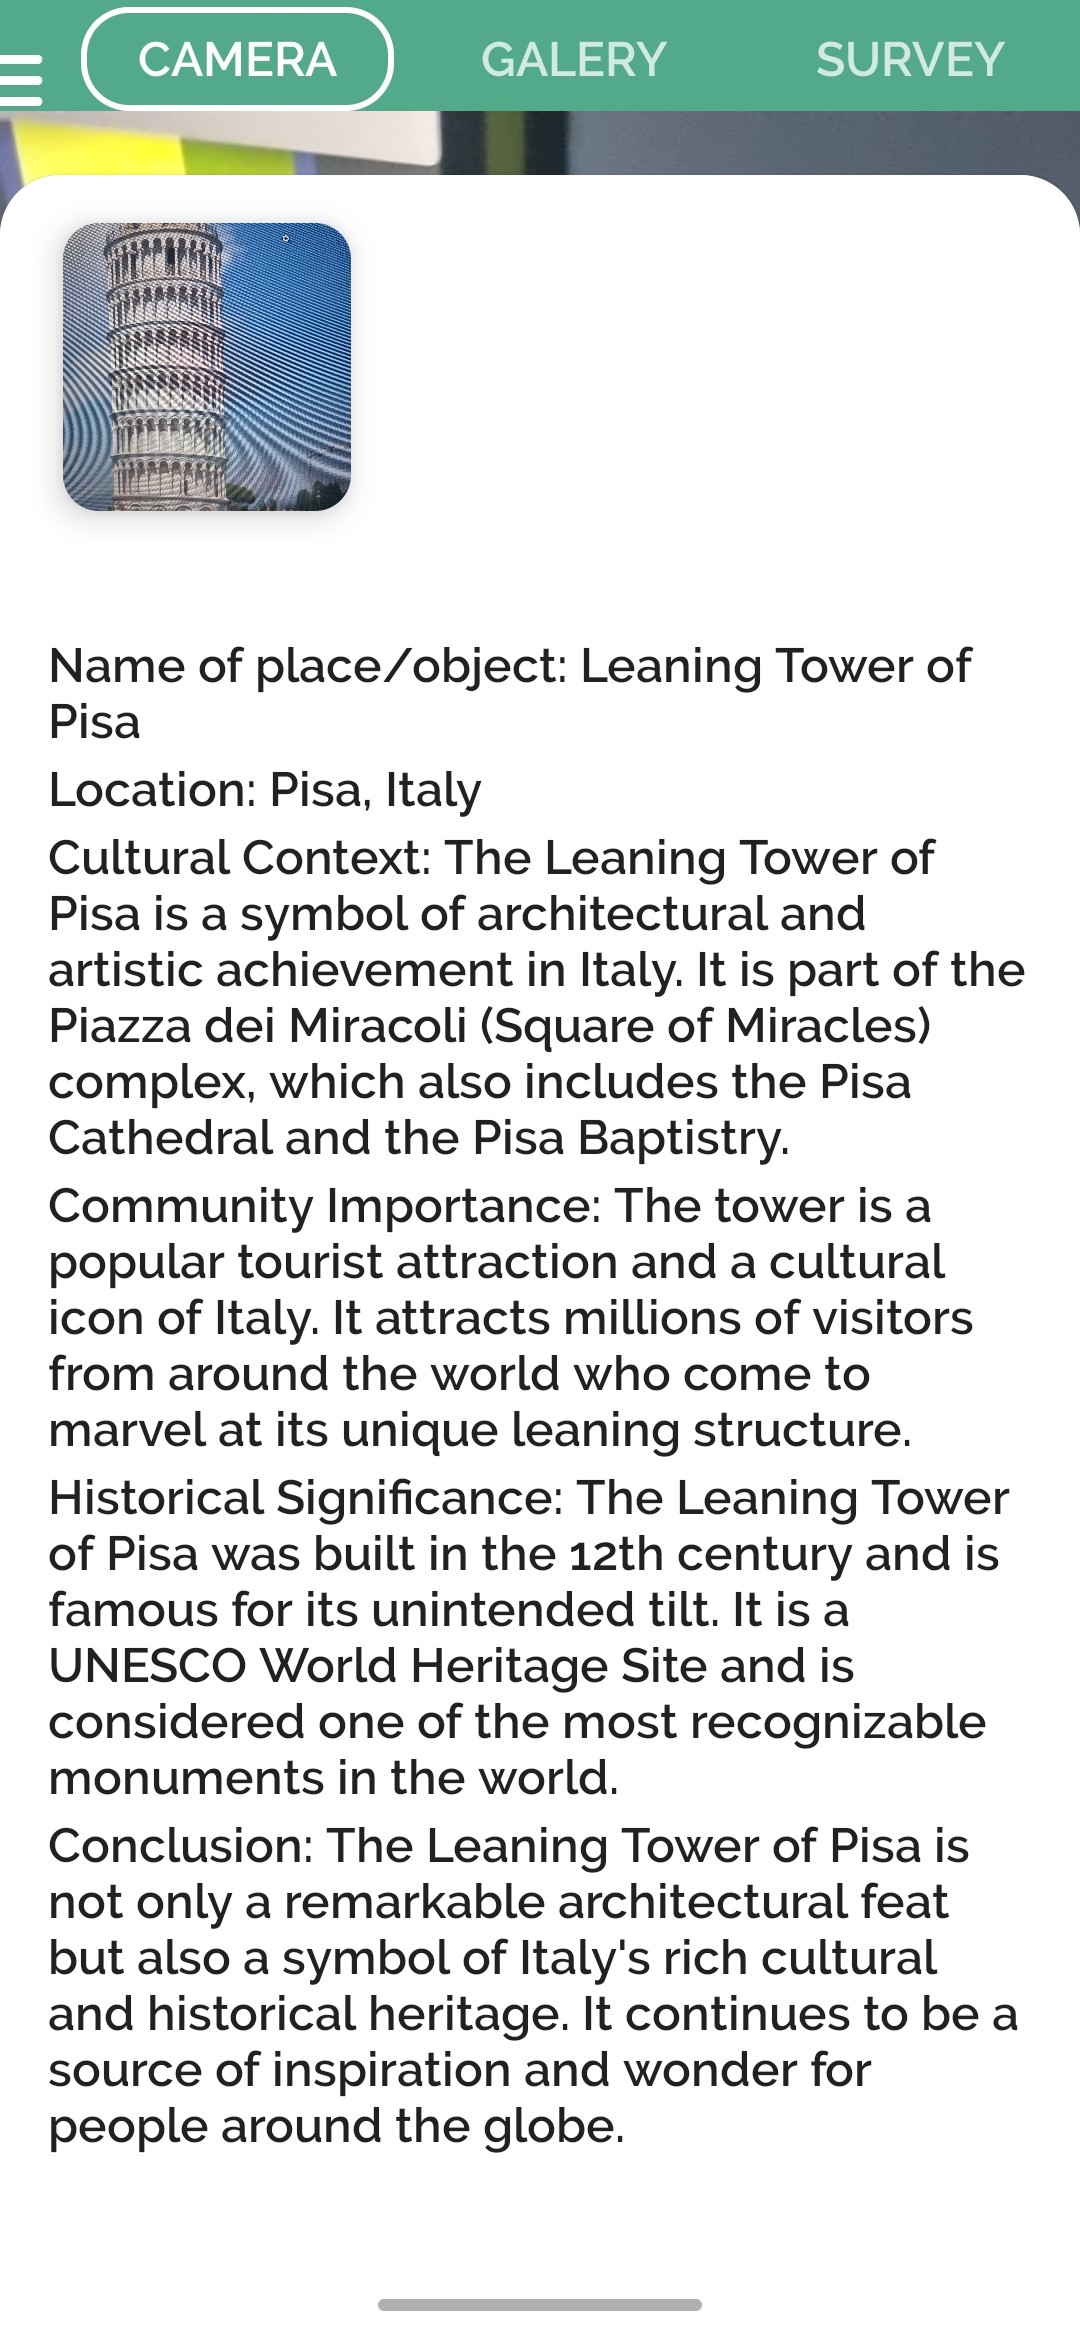 CAMERA GALERY SURVEY
Name of place/object: Leaning Tower of
Pisa
Location: Pisa, Italy
Cultural Context: The Leaning Tower of
Pisa is a symbol of architectural and
artistic achievement in Italy. It is part of the
Piazza dei Miracoli (Square of Miracles)
complex, which also includes the Pisa
Cathedral and the Pisa Baptistry.
Community Importance: The tower is a
popular tourist attraction and a cultural
icon of Italy. It attracts millions of visitors
from around the world who come to
marvel at its unique leaning structure.
Historical Significance: The Leaning Tower
of Pisa was built in the 12th century and is
famous for its unintended tilt. It is a
UNESCO World Heritage Site and is
considered one of the most recognizable
monuments in the world.
Conclusion: The Leaning Tower of Pisa is
not only a remarkable architectural feat
but also a symbol of Italy's rich cultural
and historical heritage. It continues to be a
source of inspiration and wonder for
people around the globe.